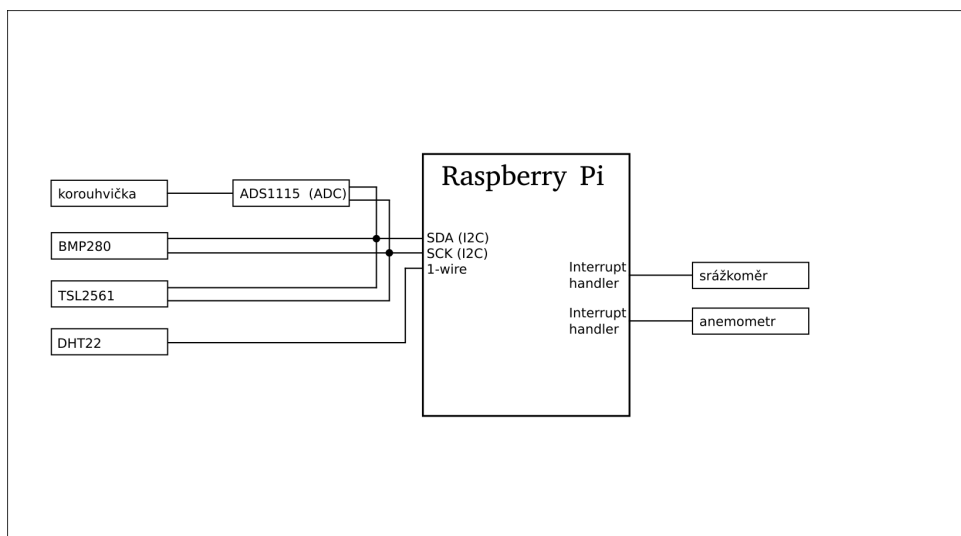 Raspberry Pi
korouhvička
ADS1115 (ADC)
BMP280
TSL2561
DHT22
SDA (I2C)
SCK (I2C)
1-wire
Interrupt
handler
srážkoměr
Interrupt
handler
anemometr